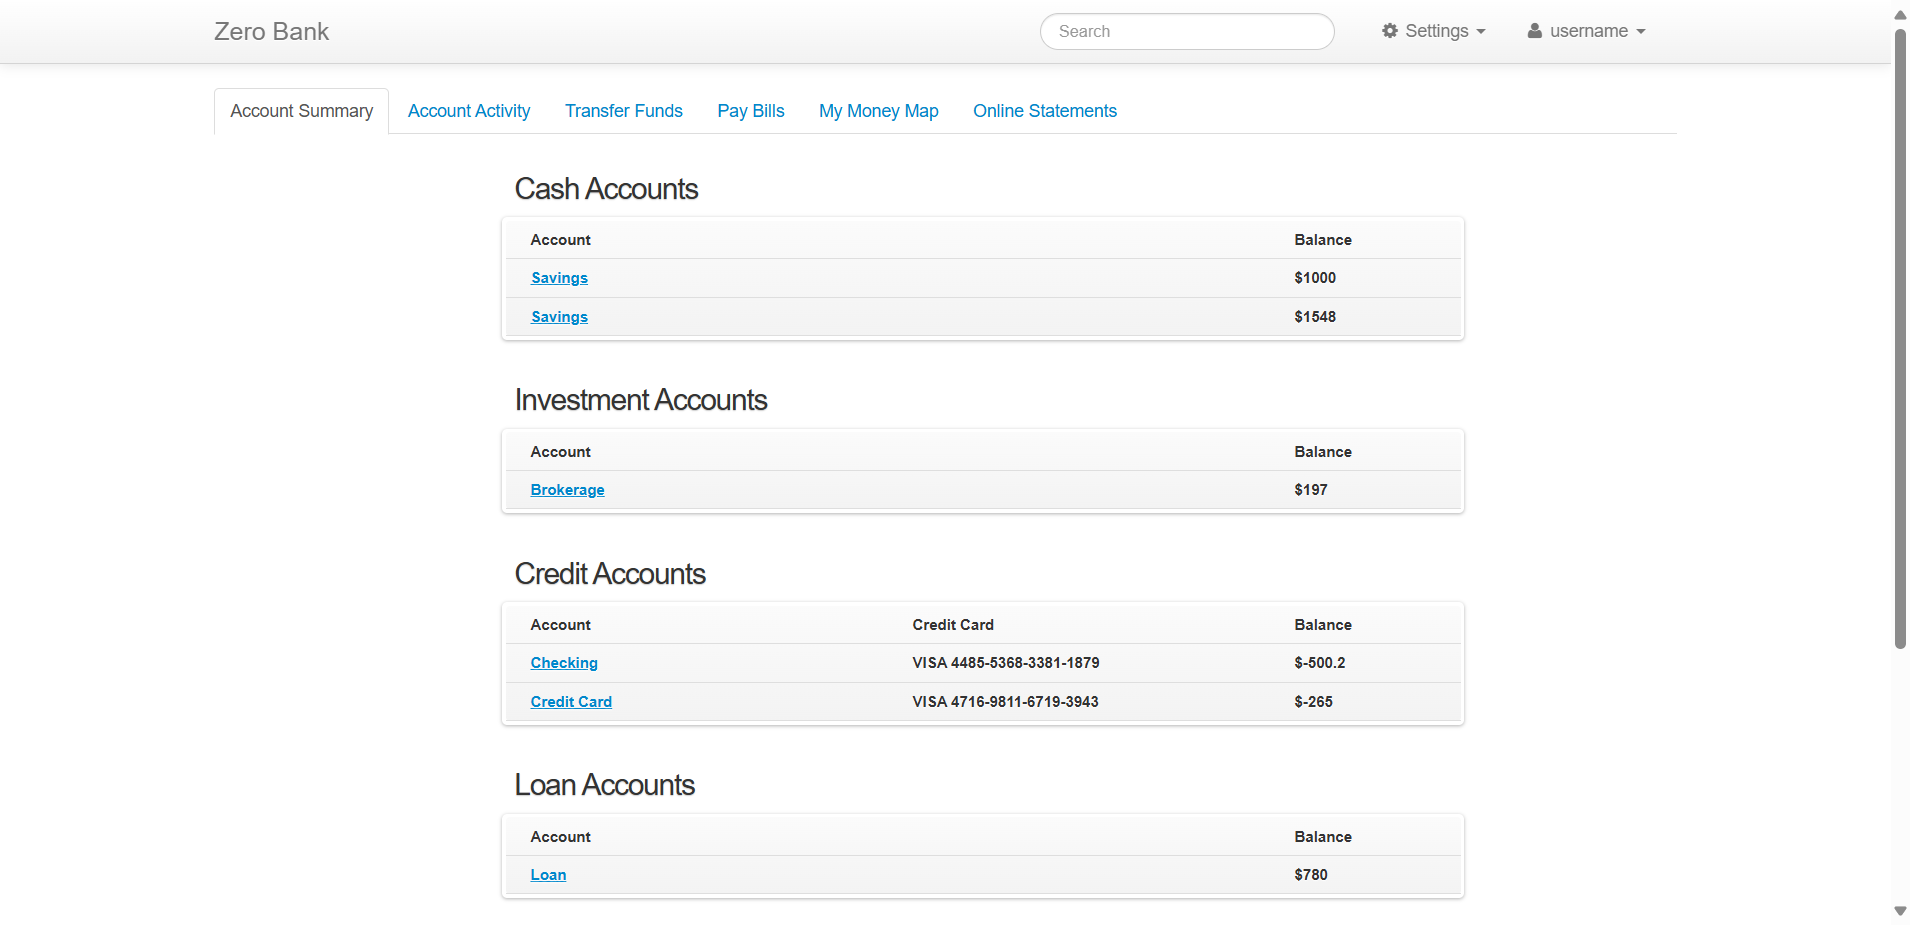 Zero Bank Search Settings username
Account Summary Account Activity Transfer Funds Pay Bills My Money Map Online Statements
Cash Accounts
Account Balance
Savings $1000
Savings $1548
Investment Accounts
Account Balance
Brokerage $197
Credit Accounts
Account Credit Card Balance
Checking VISA 4485-5368-3381-1879 $-500.2
Credit Card VISA 4716-9811-6719-3943 $-265
Loan Accounts
Account Balance
Loan $780